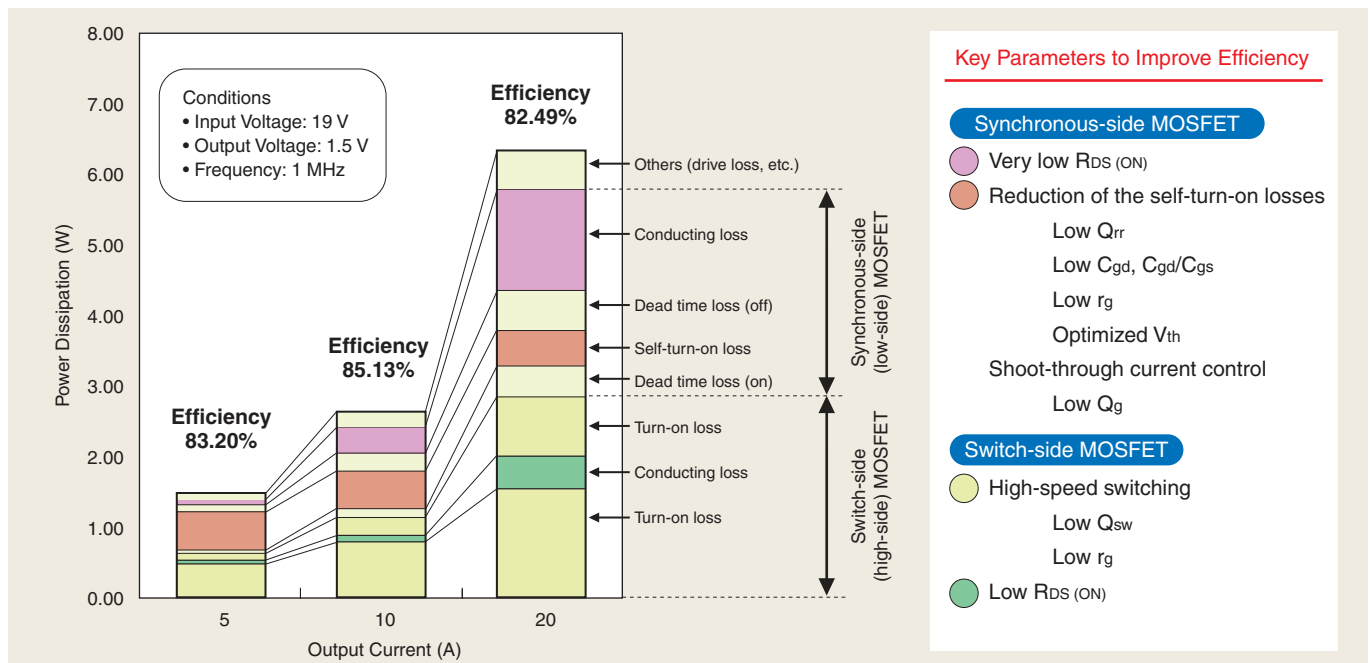 8.00
7.00
6.00
5.00
4.00
3.00
2.00
1.00
0.00
Power Dissipation (W)
Conditions
• Input Voltage: 19 V
• Output Voltage: 1.5 V
• Frequency: 1 MHz
Efficiency
83.20%
Efficiency
85.13%
Efficiency
82.49%
5
10
20
Output Current (A)
Others (drive loss, etc.)
Conducting loss
Dead time loss (off)
Self-turn-on loss
Dead time loss (on)
Turn-on loss
Conducting loss
Turn-on loss
Synchronous-side
(low-side) MOSFET
Switch-side
(high-side) MOSFET
Key Parameters to Improve Efficiency
Synchronous-side MOSFET
Very low RDS (ON)
Reduction of the self-turn-on losses
Low Qrr
Low Cgd, Cgd/Cgs
Low rg
Optimized Vth
Shoot-through current control
Low Qg
Switch-side MOSFET
High-speed switching
Low Qsw
Low rg
Low RDS (ON)